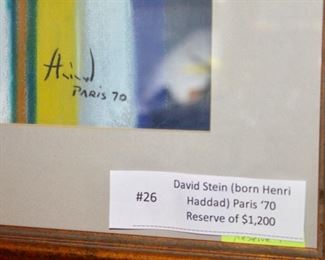 PARIS 70
#26
David Stein (born Henri
Haddad) Paris '70
Reserve of $1,200